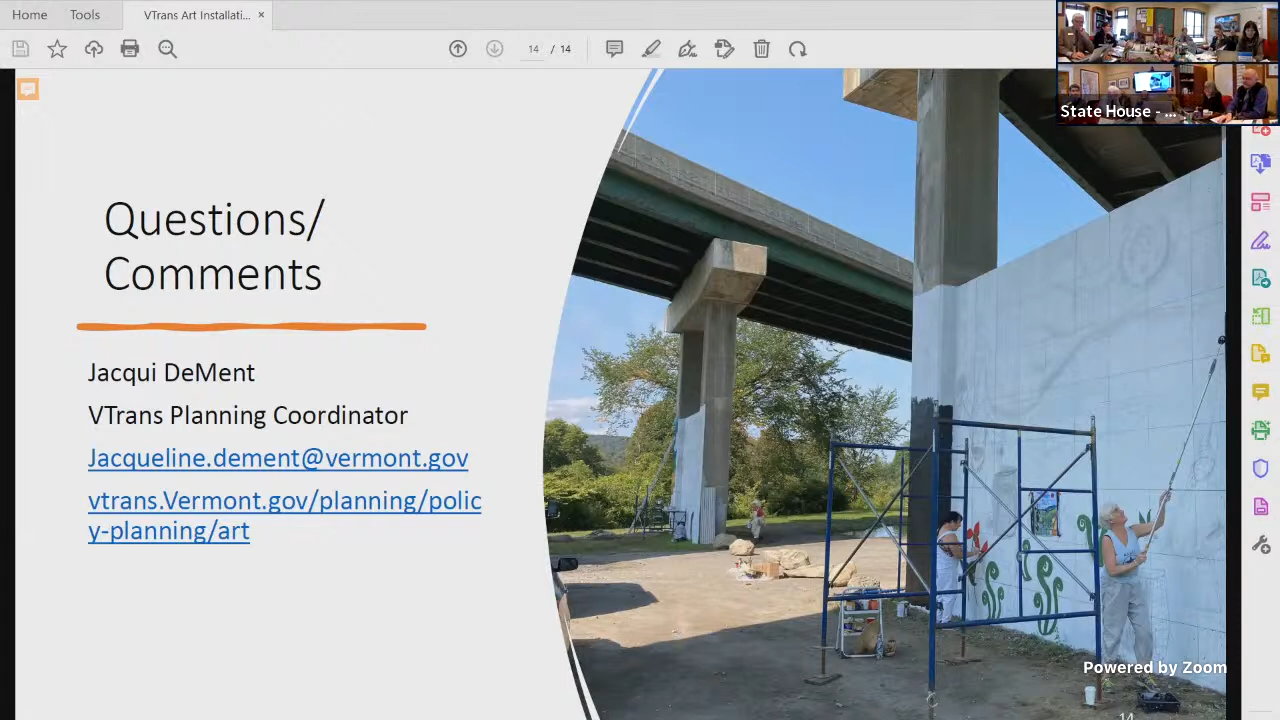 Home
Tools
VTrans Art Installati... ×
14 / 14
State House - ...
Questions/
Comments
Jacqui DeMent
VTrans Planning Coordinator
Jacqueline.dement@vermont.gov
vtrans.Vermont.gov/planning/polic
y-planning/art
Powered by Zoom
14